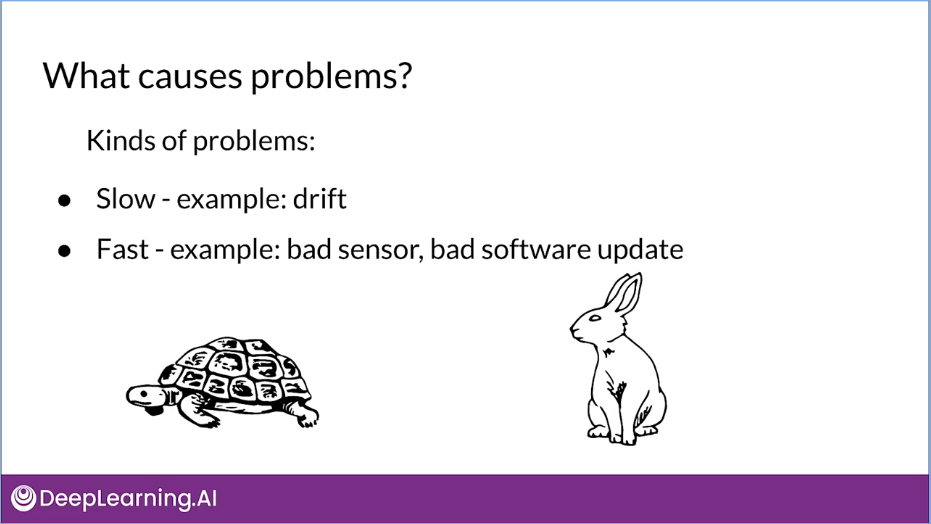 What causes problems?
Kinds of problems:
● Slow - example: drift
● Fast - example: bad sensor, bad software update
DeepLearning.AI